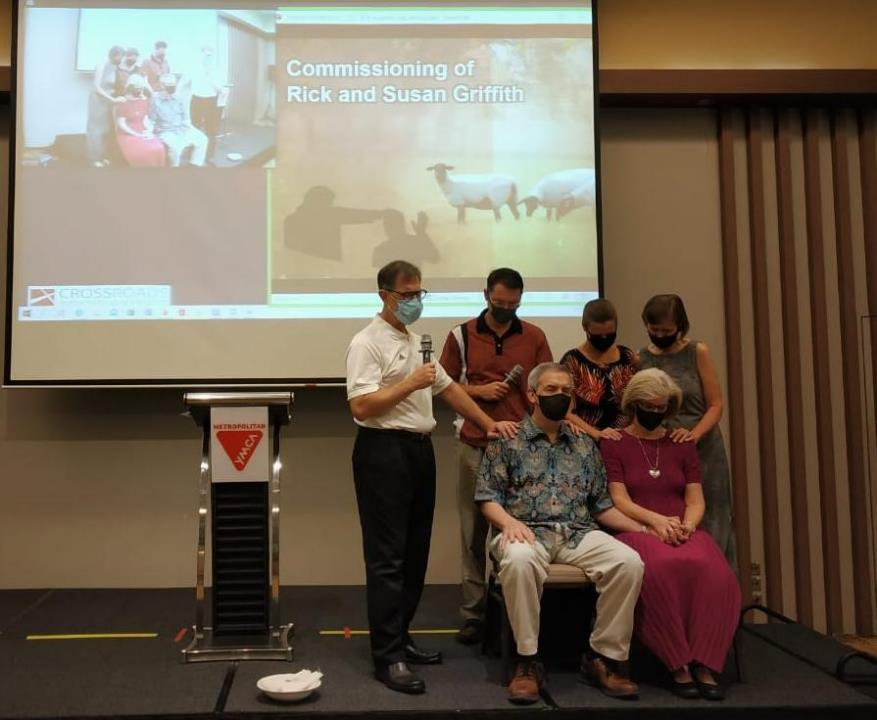 Commissioning of
Rick and Susan Griffith
CROSSROADS
METROPOLITAN
YMCA